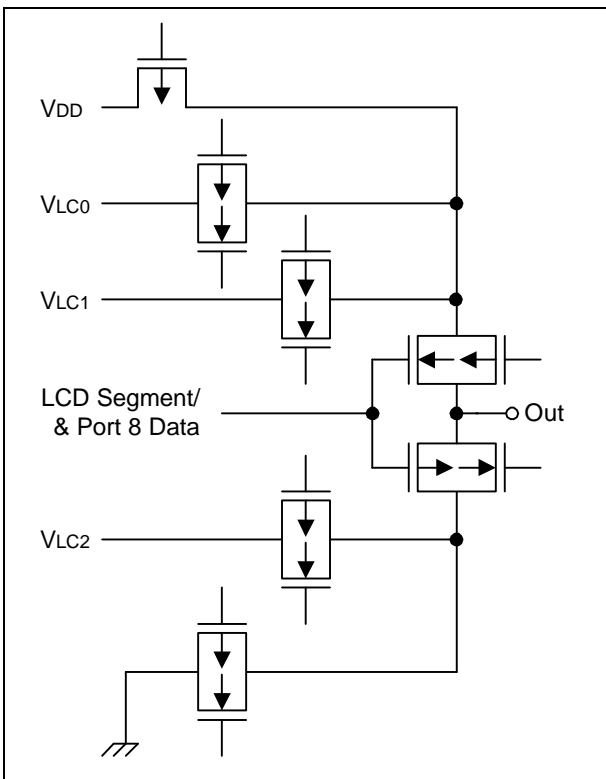 VDD
VLC0
VLC1
LCD Segment/
& Port 8 Data
Out
VLC2